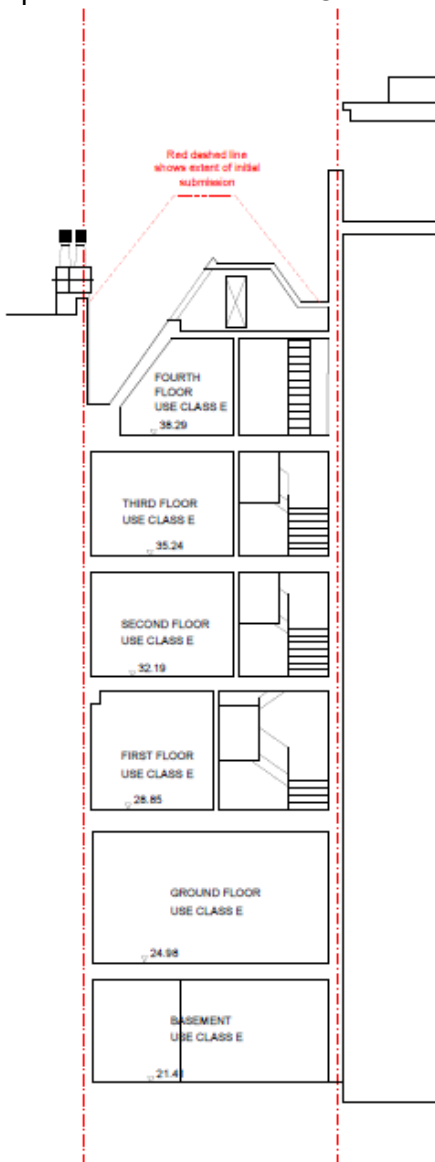 Red dashed line
shows extent of initial
submission
FOURTH
FLOOR
USE CLASS E
38.29
THIRD FLOOR
USE CLASS E
35.24
SECOND FLOOR
USE CLASS E
32.19
FIRST FLOOR
USE CLASS E
28.85
GROUND FLOOR
USE CLASS E
24.98
BASEMENT
USE CLASS E
21.41